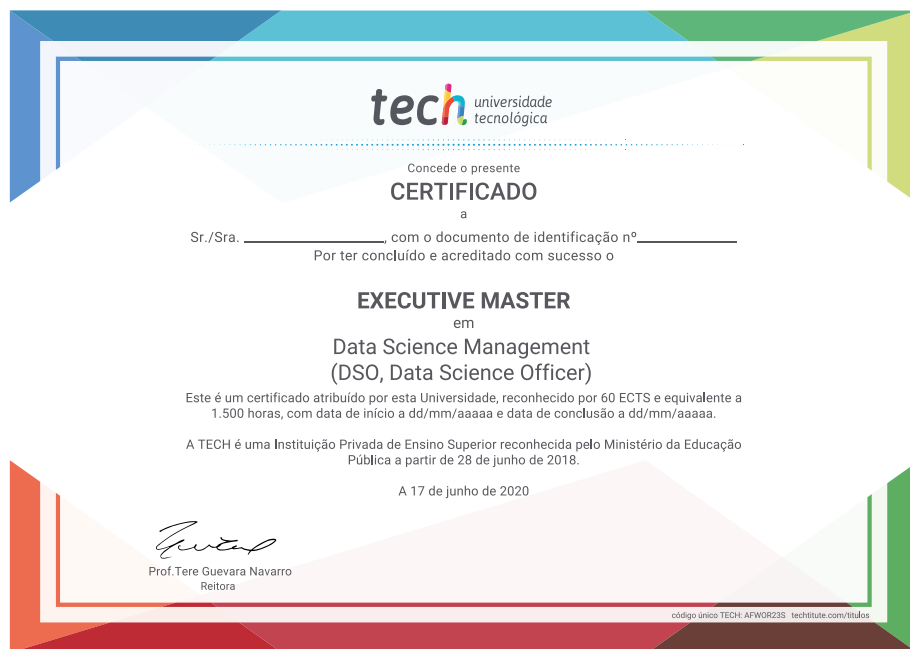 tech universidade
tecnológica
Concede o presente
CERTIFICADO
a
Sr./Sra. ________________, com o documento de identificação nº____________
Por ter concluído e acreditado com sucesso o
EXECUTIVE MASTER
em
Data Science Management
(DSO, Data Science Officer)
Este é um certificado atribuído por esta Universidade, reconhecido por 60 ECTS e equivalente a
1.500 horas, com data de início a dd/mm/aaaaa e data de conclusão a dd/mm/aaaaa.
A TECH é uma Instituição Privada de Ensino Superior reconhecida pelo Ministério da Educação
Pública a partir de 28 de junho de 2018.
A 17 de junho de 2020
Prof.Tere Guevara Navarro
Reitora
código único TECH: AFWOR23S techtitute.com/titulos